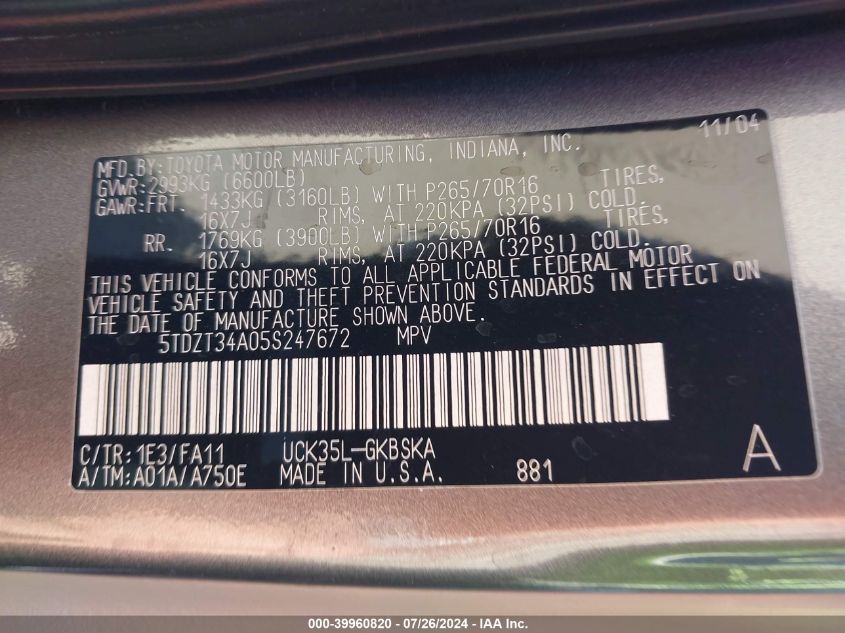 11/04
MFD.BY:TOYOTA MOTOR MANUFACTURING, INDIANA, INC.
GVWR:2993KG (6600LB)
GAWR:FRT. 1433KG (3160LB) WITH P265/70R16 TIRES,
16X7J RIMS, AT 220KPA (32PSI) COLD.
RR. 1769KG (3900LB) WITH P265/70R16 TIRES,
16X7J RIMS, AT 220KPA (32PSI) COLD.
THIS VEHICLE CONFORMS TO ALL APPLICABLE FEDERAL MOTOR
VEHICLE SAFETY AND THEFT PREVENTION STANDARDS IN EFFECT ON
THE DATE OF MANUFACTURE SHOWN ABOVE.
5TDZT34A05S247672 MPV
C/TR:1E3/FA11 UCK35L-GKBSKA
A/TM:A01A/A750E MADE IN U.S.A. 881 A
000-39960820 - 07/26/2024 - IAA Inc.